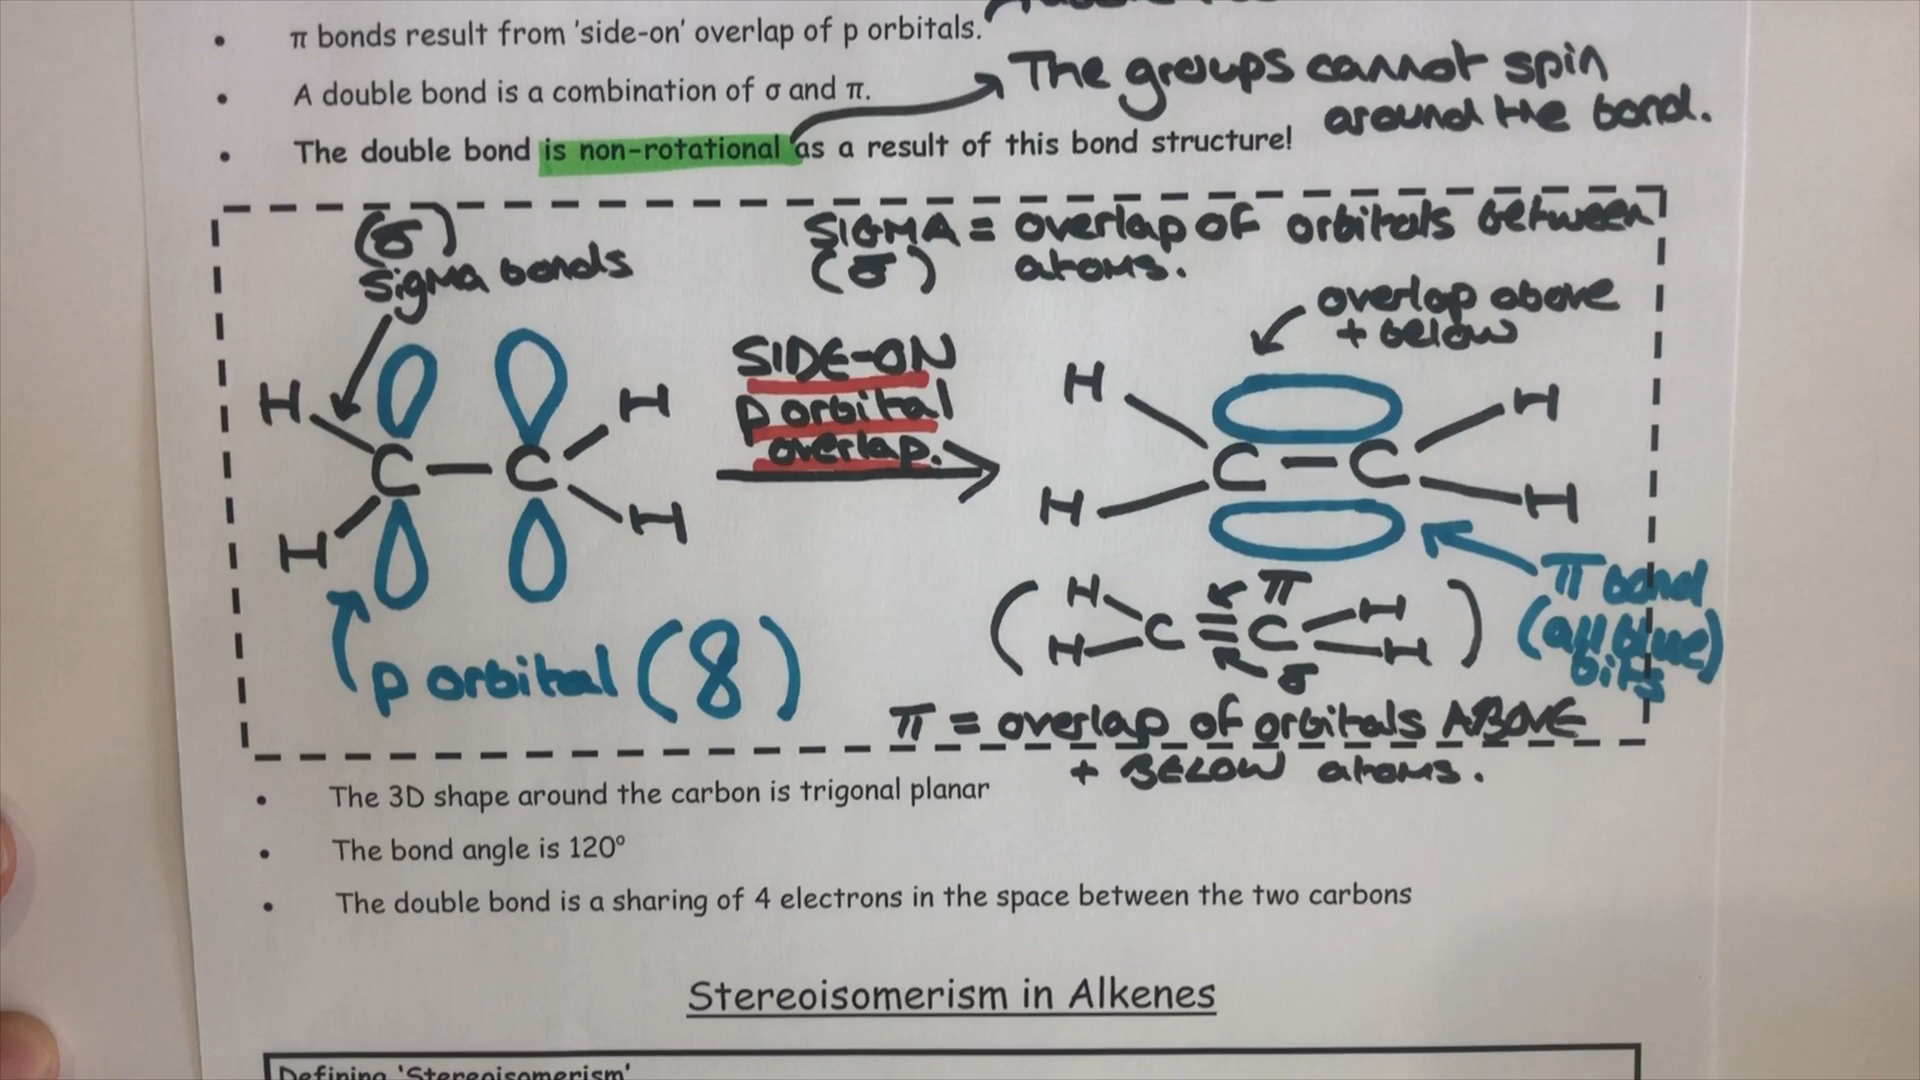 π bonds result from 'side-on' overlap of p orbitals.
The groups cannot spin
around the bond.
A double bond is a combination of σ and π.
The double bond is non-rotational as a result of this bond structure!
(σ)
sigma bonds
SIGMA = overlap of orbitals between
(σ) atoms.
overlap above
+ below
SIDE-ON
p orbital
overlap.
H H
C C
H H
H H
C C
H H
π bond
(all blue)
bits
p orbital (8)
π
( H C C H )
H H
σ
π = overlap of orbitals ABOVE
+ BELOW atoms.
The 3D shape around the carbon is trigonal planar
The bond angle is 120°
The double bond is a sharing of 4 electrons in the space between the two carbons
Stereoisomerism in Alkenes
Defining 'Stereoisomerism'